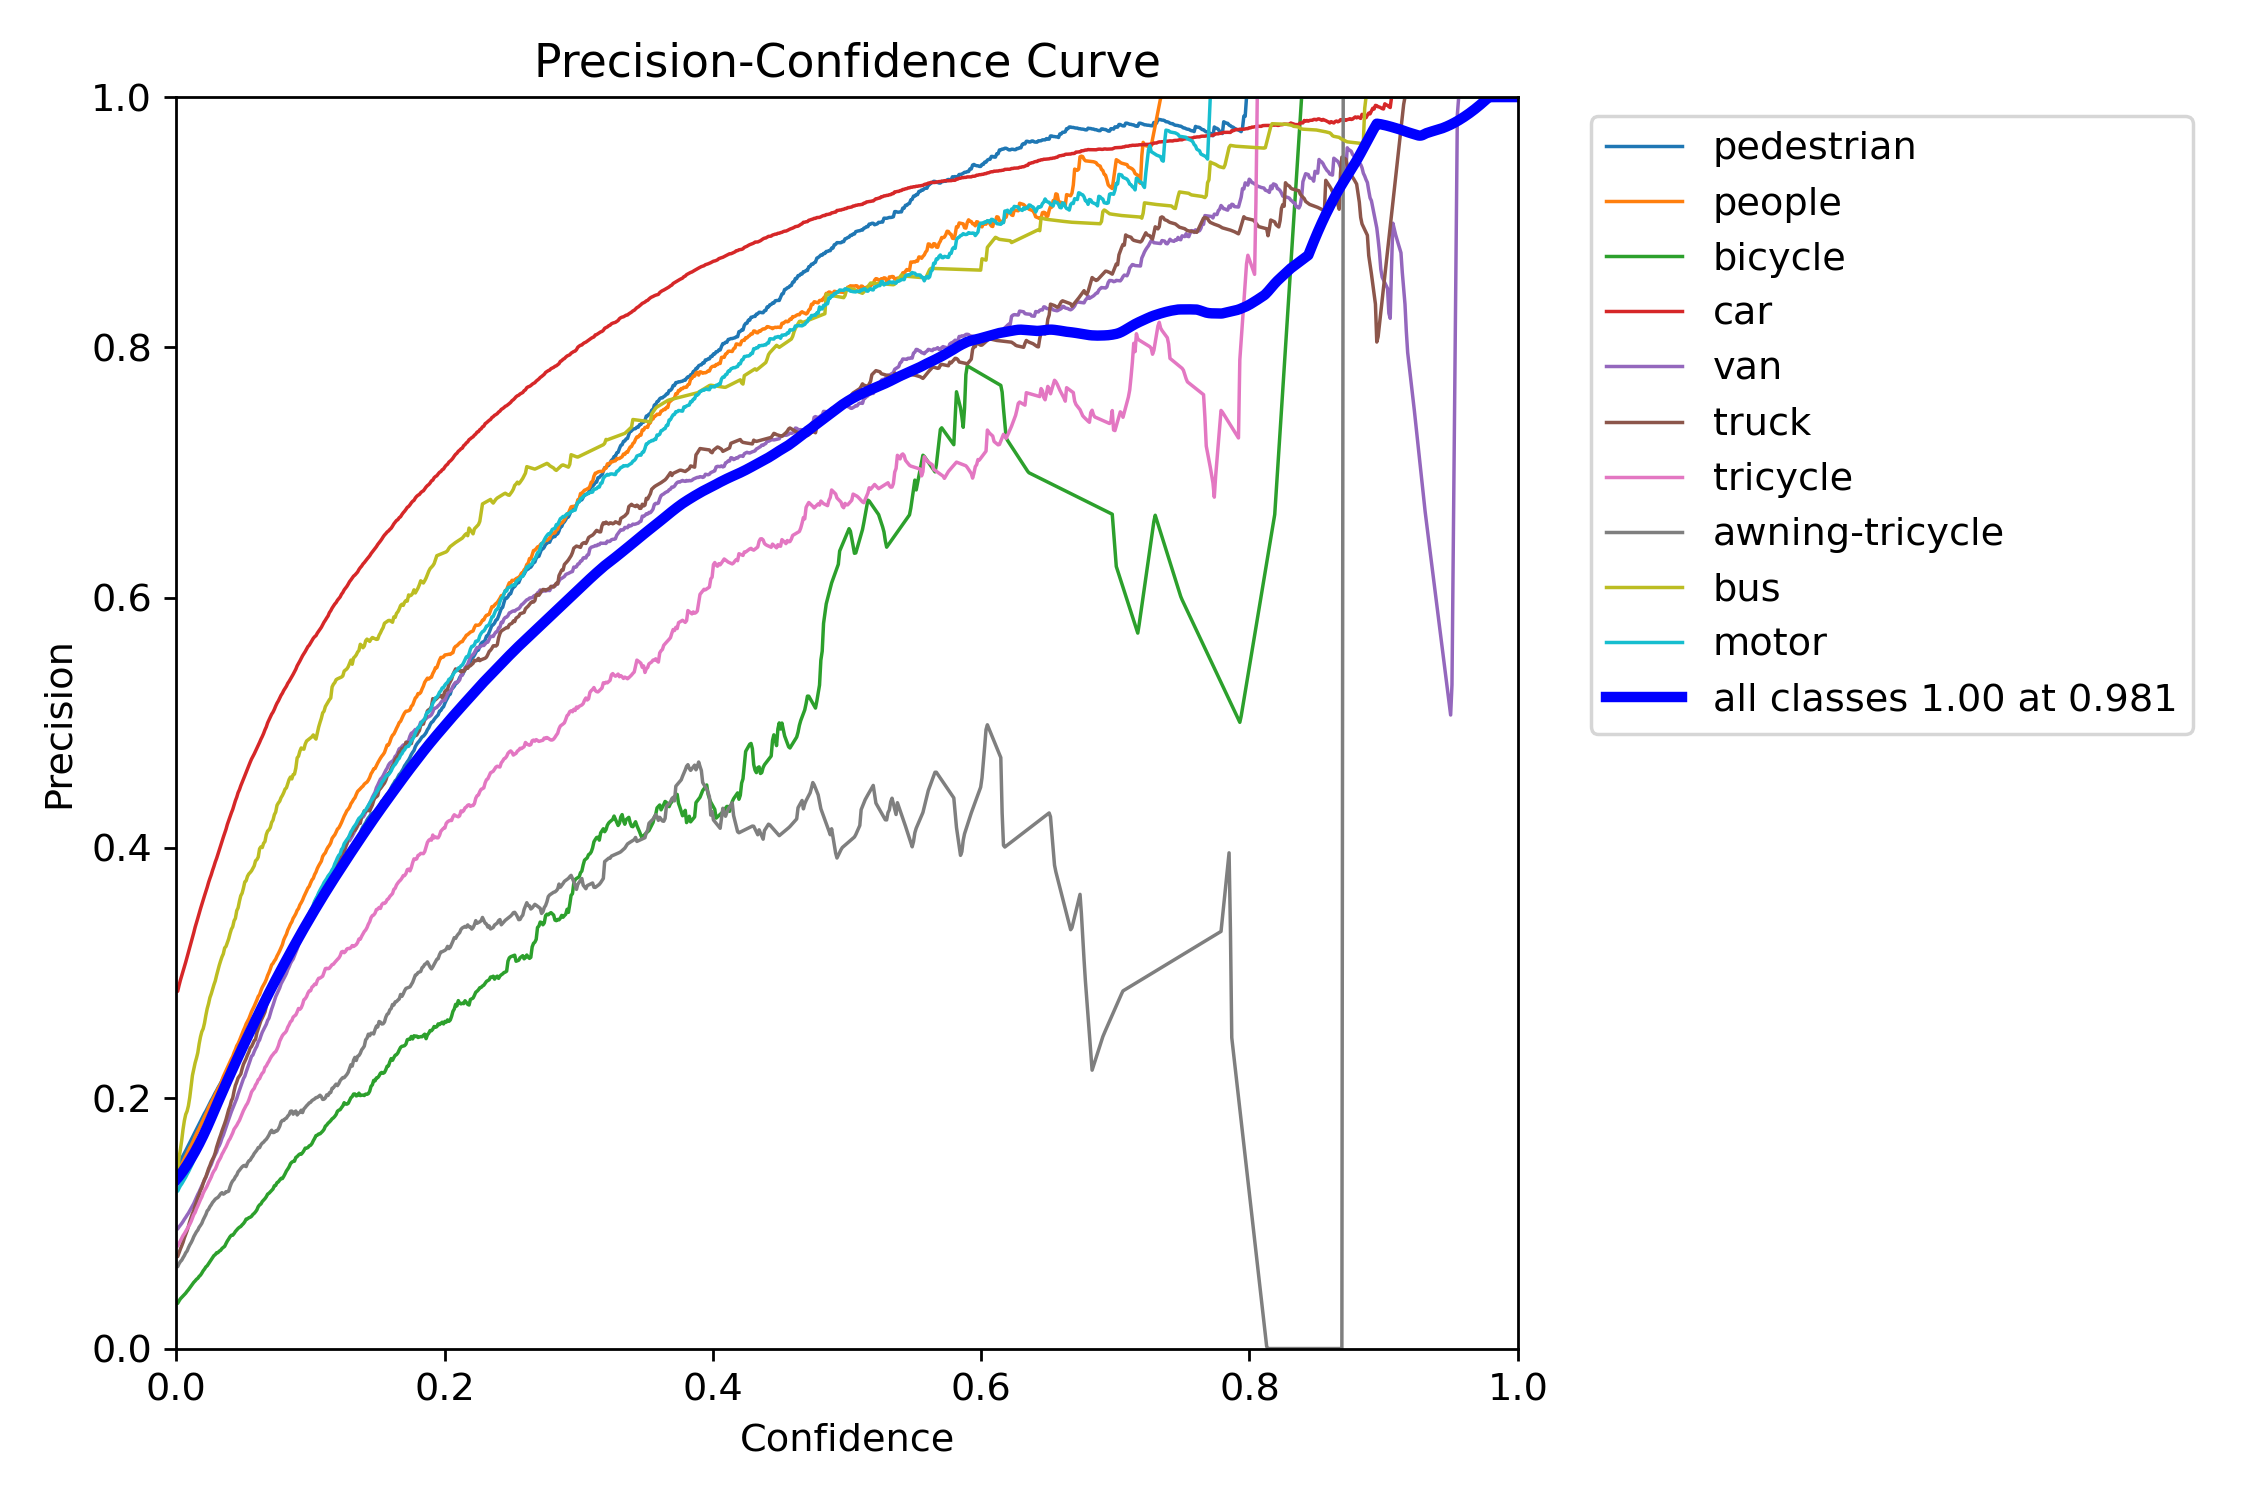 Precision-Confidence Curve
1.0
0.8
0.6
0.4
0.2
0.0
Precision
0.0 0.2 0.4 0.6 0.8 1.0
Confidence
pedestrian
people
bicycle
car
van
truck
tricycle
awning-tricycle
bus
motor
all classes 1.00 at 0.981